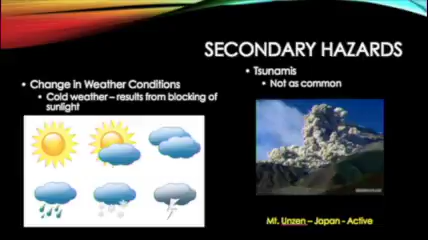 SECONDARY HAZARDS
• Change in Weather Conditions
• Cold weather – results from blocking of
sunlight
• Tsunamis
• Not as common
Mt. Unzen – Japan - Active